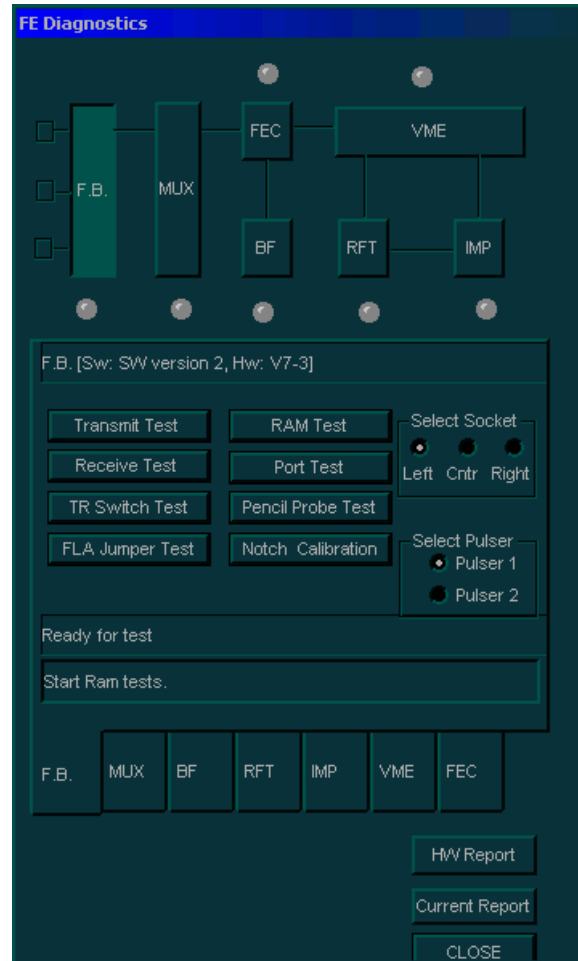 FE Diagnostics
FEC VME
F.B. MUX
BF RFT IMP
F.B. [Sw: SW version 2, Hw: V7-3]
Transmit Test RAM Test Select Socket
Receive Test Port Test Left Cntr Right
TR Switch Test Pencil Probe Test
FLA Jumper Test Notch Calibration Select Pulser
Pulser 1
Pulser 2
Ready for test
Start Ram tests.
F.B. MUX BF RFT IMP VME FEC
HW Report
Current Report
CLOSE